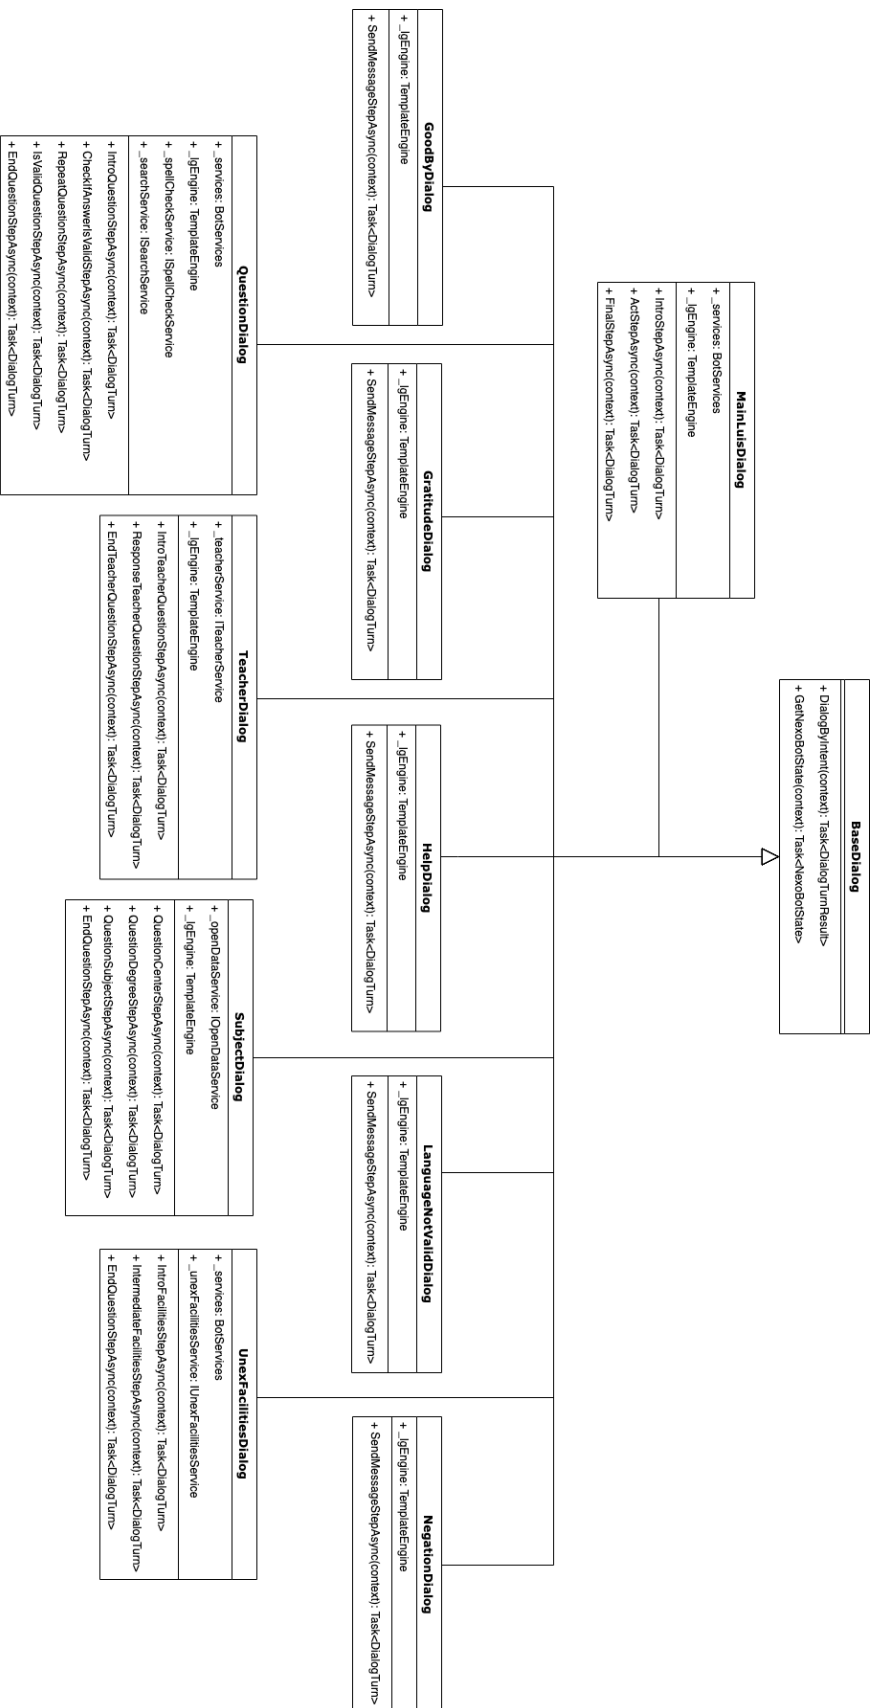 BaseDialog
+ DialogByIntent(context): Task<DialogTurnResult>
+ GetNexoBotState(context): Task<NexoBotState>
MainLuisDialog
+ _services: BotServices
+ _lgEngine: TemplateEngine
+ IntroStepAsync(context): Task<DialogTurn>
+ ActStepAsync(context): Task<DialogTurn>
+ FinalStepAsync(context): Task<DialogTurn>
GoodByDialog
+ _lgEngine: TemplateEngine
+ SendMessageStepAsync(context): Task<DialogTurn>
GratitudeDialog
+ _lgEngine: TemplateEngine
+ SendMessageStepAsync(context): Task<DialogTurn>
HelpDialog
+ _lgEngine: TemplateEngine
+ SendMessageStepAsync(context): Task<DialogTurn>
LanguageNotValidDialog
+ _lgEngine: TemplateEngine
+ SendMessageStepAsync(context): Task<DialogTurn>
NegationDialog
+ _lgEngine: TemplateEngine
+ SendMessageStepAsync(context): Task<DialogTurn>
QuestionDialog
+ _services: BotServices
+ _lgEngine: TemplateEngine
+ _spellCheckService: ISpellCheckService
+ _searchService: ISearchService
+ IntroQuestionStepAsync(context): Task<DialogTurn>
+ CheckIfAnswerIsValidStepAsync(context): Task<DialogTurn>
+ RepeatQuestionStepAsync(context): Task<DialogTurn>
+ IsValidQuestionStepAsync(context): Task<DialogTurn>
+ EndQuestionStepAsync(context): Task<DialogTurn>
TeacherDialog
+ _teacherService: ITeacherService
+ _lgEngine: TemplateEngine
+ IntroTeacherQuestionStepAsync(context): Task<DialogTurn>
+ ResponseTeacherQuestionStepAsync(context): Task<DialogTurn>
+ EndTeacherQuestionStepAsync(context): Task<DialogTurn>
SubjectDialog
+ _openDataService: IOpenDataService
+ _lgEngine: TemplateEngine
+ QuestionCenterStepAsync(context): Task<DialogTurn>
+ QuestionDegreeStepAsync(context): Task<DialogTurn>
+ QuestionSubjectStepAsync(context): Task<DialogTurn>
+ EndQuestionStepAsync(context): Task<DialogTurn>
UnexFacilitiesDialog
+ _services: BotServices
+ _unexFacilitiesService: IUnexFacilitiesService
+ IntroFacilitiesStepAsync(context): Task<DialogTurn>
+ IntermediateFacilitiesStepAsync(context): Task<DialogTurn>
+ EndQuestionStepAsync(context): Task<DialogTurn>